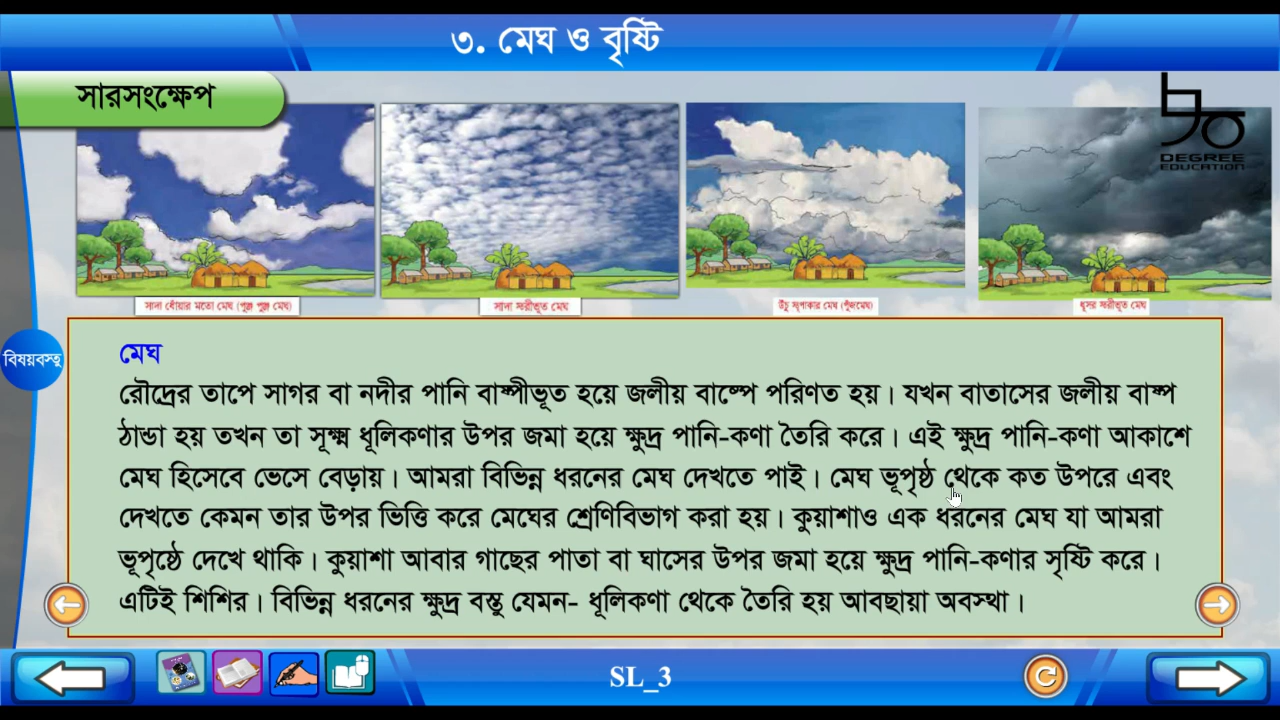 ৩. মেঘ ও বৃষ্টি
সারসংক্ষেপ
DEGREE
EDUCATION
সাদা ধোঁয়ার মতো মেঘ (পুঞ্জ পুঞ্জ মেঘ)
সাদা স্তরীভূত মেঘ
উঁচু স্তূপাকার মেঘ (পুঁজমেঘ)
ধূসর স্তরীভূত মেঘ
বিষয়বস্তু
মেঘ
রৌদ্রের তাপে সাগর বা নদীর পানি বাষ্পীভূত হয়ে জলীয় বাষ্পে পরিণত হয়। যখন বাতাসের জলীয় বাষ্প
ঠান্ডা হয় তখন তা সূক্ষ্ম ধূলিকণার উপর জমা হয়ে ক্ষুদ্র পানি-কণা তৈরি করে। এই ক্ষুদ্র পানি-কণা আকাশে
মেঘ হিসেবে ভেসে বেড়ায়। আমরা বিভিন্ন ধরনের মেঘ দেখতে পাই। মেঘ ভূপৃষ্ঠ থেকে কত উপরে এবং
দেখতে কেমন তার উপর ভিত্তি করে মেঘের শ্রেণিবিভাগ করা হয়। কুয়াশাও এক ধরনের মেঘ যা আমরা
ভূপৃষ্ঠে দেখে থাকি। কুয়াশা আবার গাছের পাতা বা ঘাসের উপর জমা হয়ে ক্ষুদ্র পানি-কণার সৃষ্টি করে।
এটিই শিশির। বিভিন্ন ধরনের ক্ষুদ্র বস্তু যেমন- ধূলিকণা থেকে তৈরি হয় আবছায়া অবস্থা।
SL_3